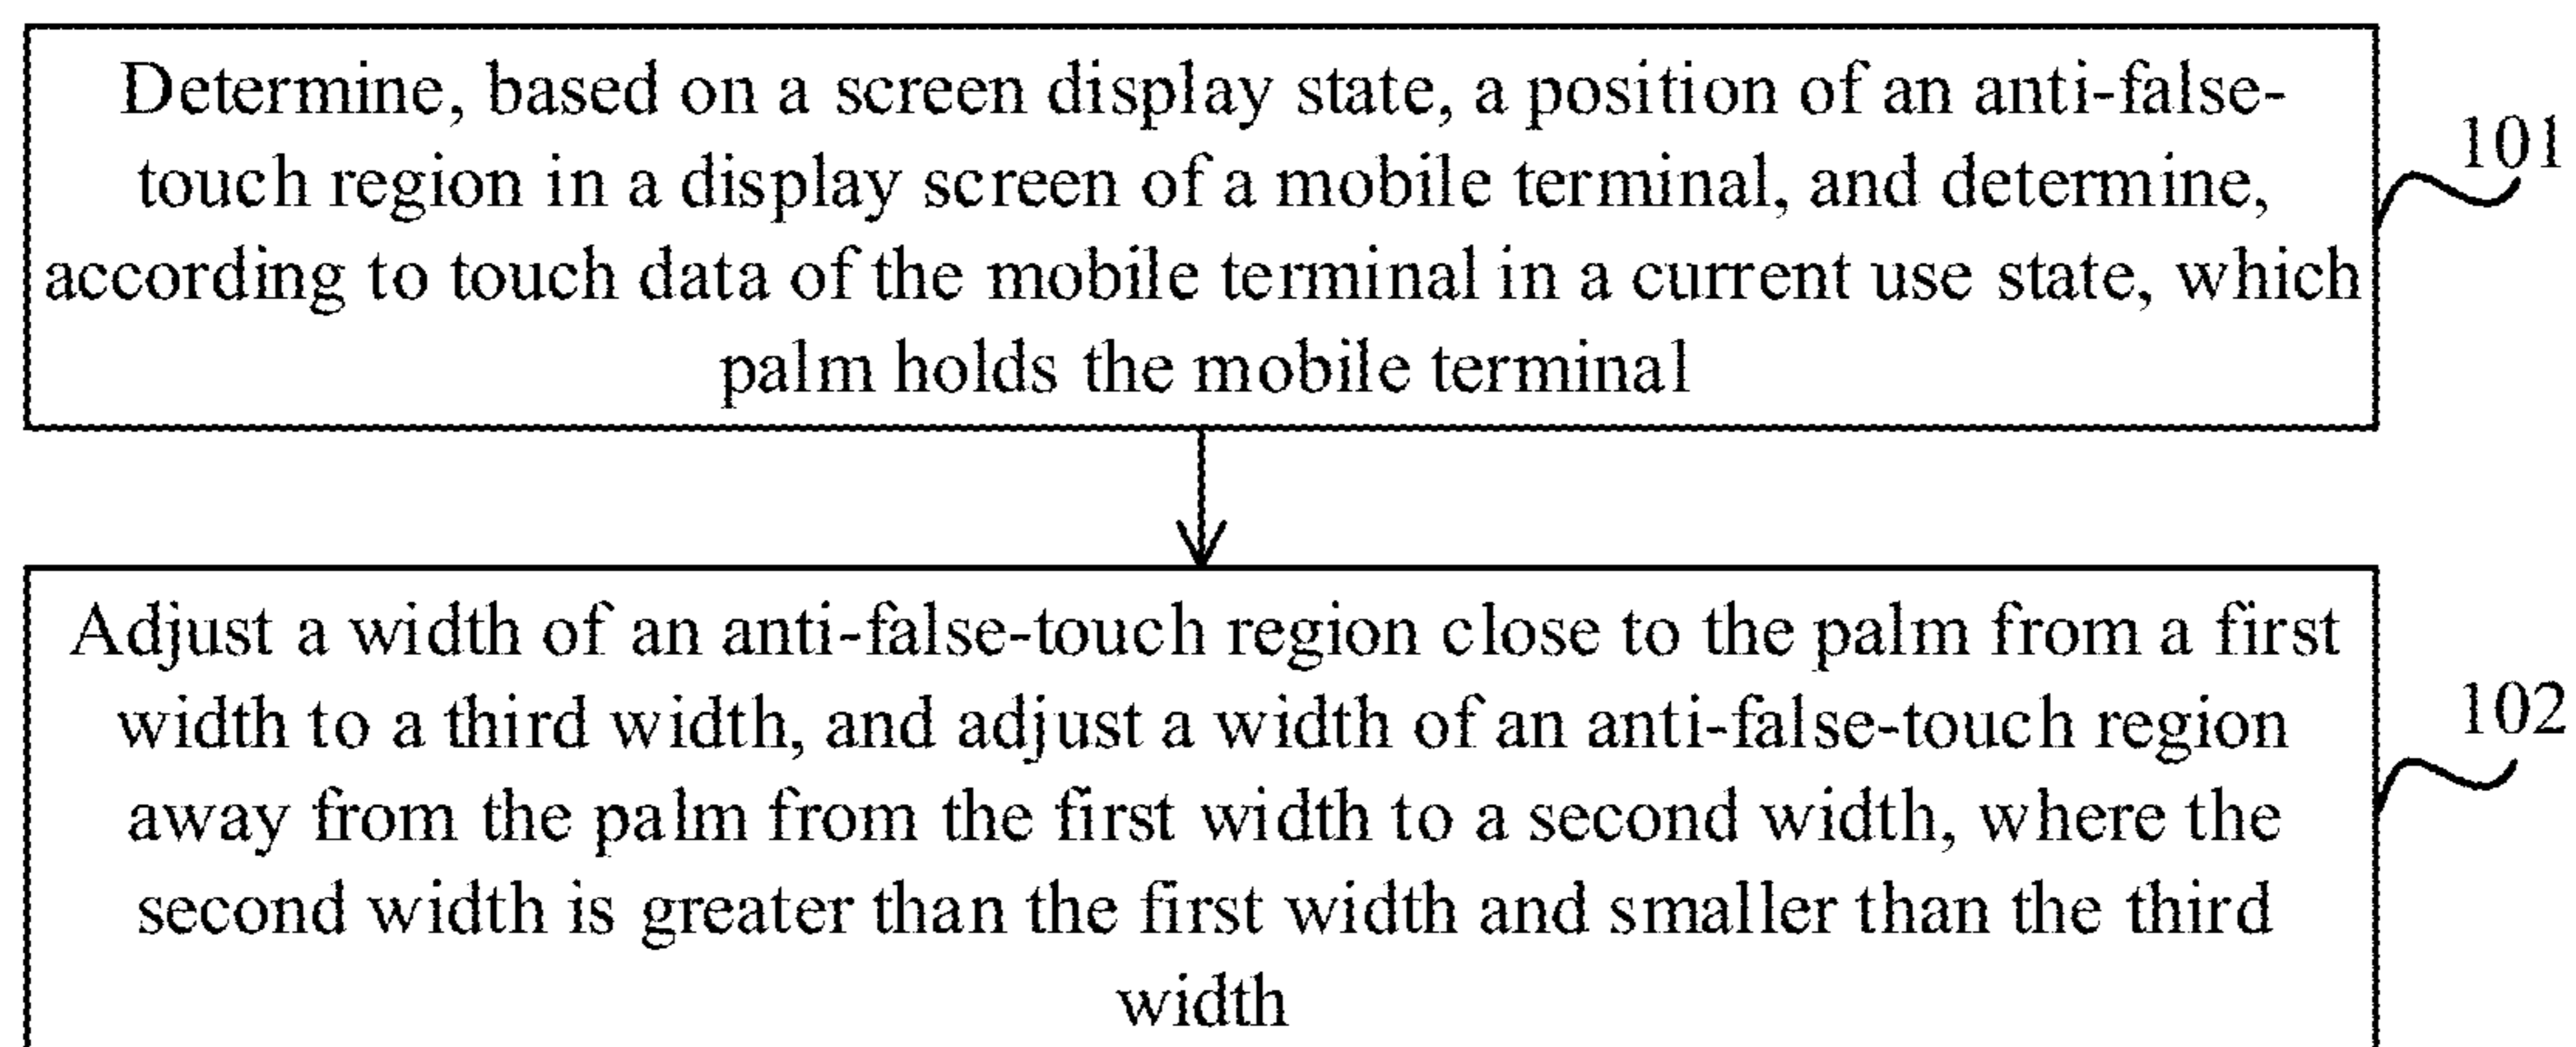 Determine, based on a screen display state, a position of an anti-false-
touch region in a display screen of a mobile terminal, and determine,
according to touch data of the mobile terminal in a current use state, which
palm holds the mobile terminal
101
Adjust a width of an anti-false-touch region close to the palm from a first
width to a third width, and adjust a width of an anti-false-touch region
away from the palm from the first width to a second width, where the
second width is greater than the first width and smaller than the third
width
102